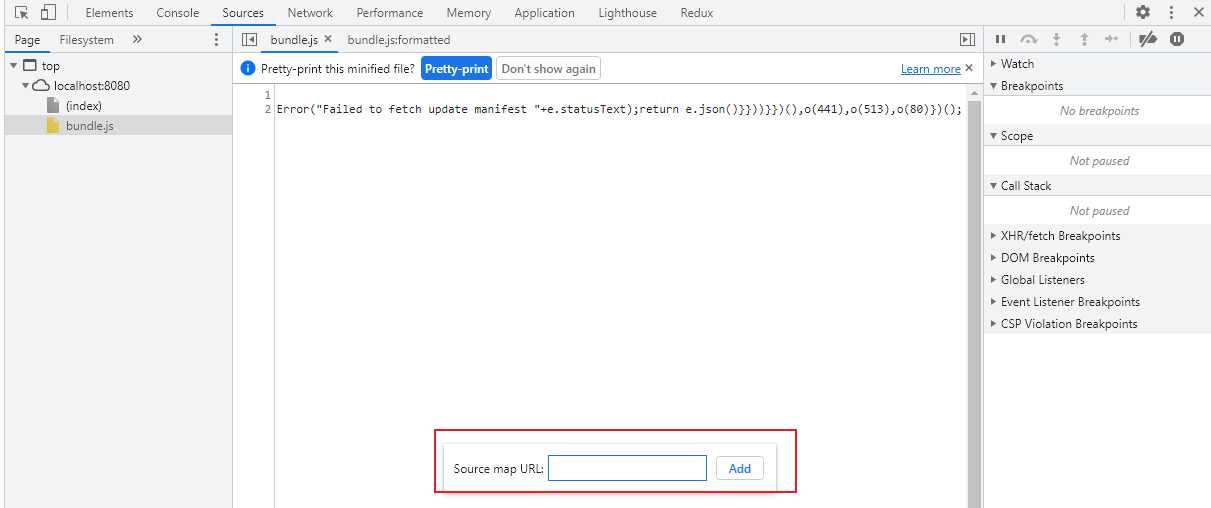 Elements Console Sources Network Performance Memory Application Lighthouse Redux
Page Filesystem »
top
localhost:8080
(index)
bundle.js
bundle.js × bundle.js:formatted
Pretty-print this minified file? Pretty-print Don't show again Learn more ×
1
2 Error("Failed to fetch update manifest "+e.statusText);return e.json()}}))}})(),o(441),o(513),o(80)})();
Source map URL: Add
Watch
Breakpoints
No breakpoints
Scope
Not paused
Call Stack
Not paused
XHR/fetch Breakpoints
DOM Breakpoints
Global Listeners
Event Listener Breakpoints
CSP Violation Breakpoints